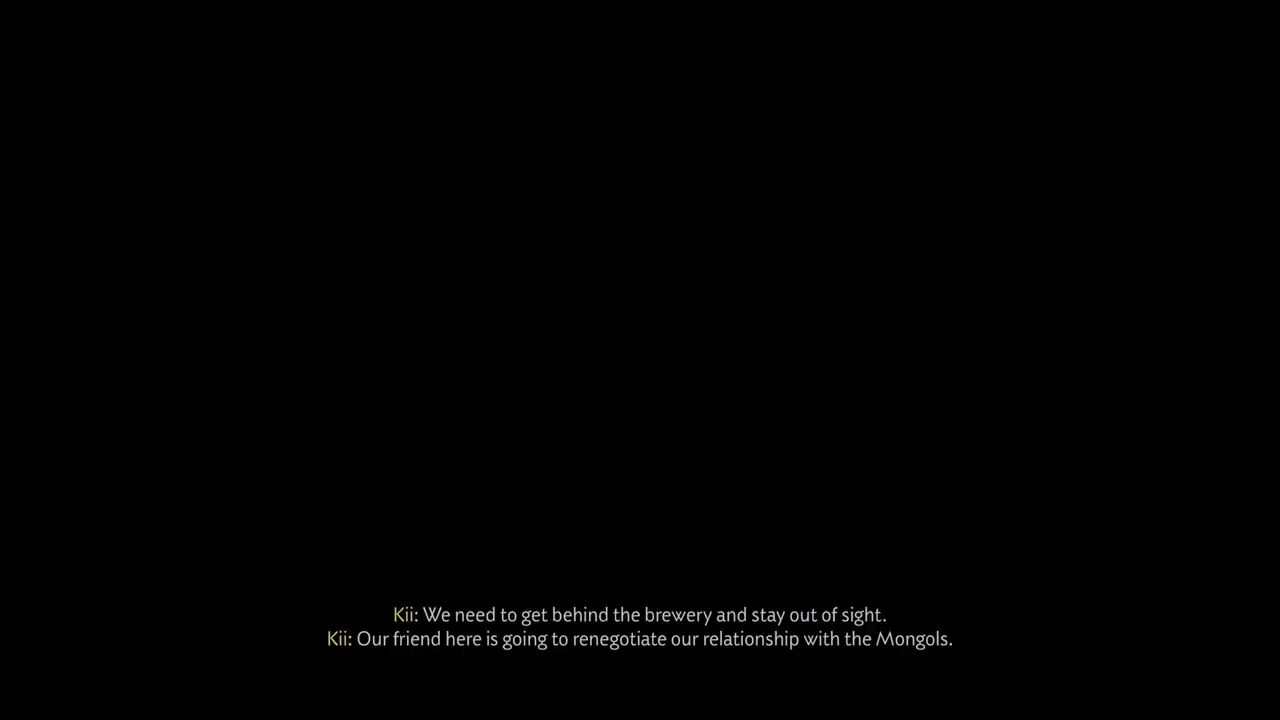 Kii: We need to get behind the brewery and stay out of sight.
Kii: Our friend here is going to renegotiate our relationship with the Mongols.